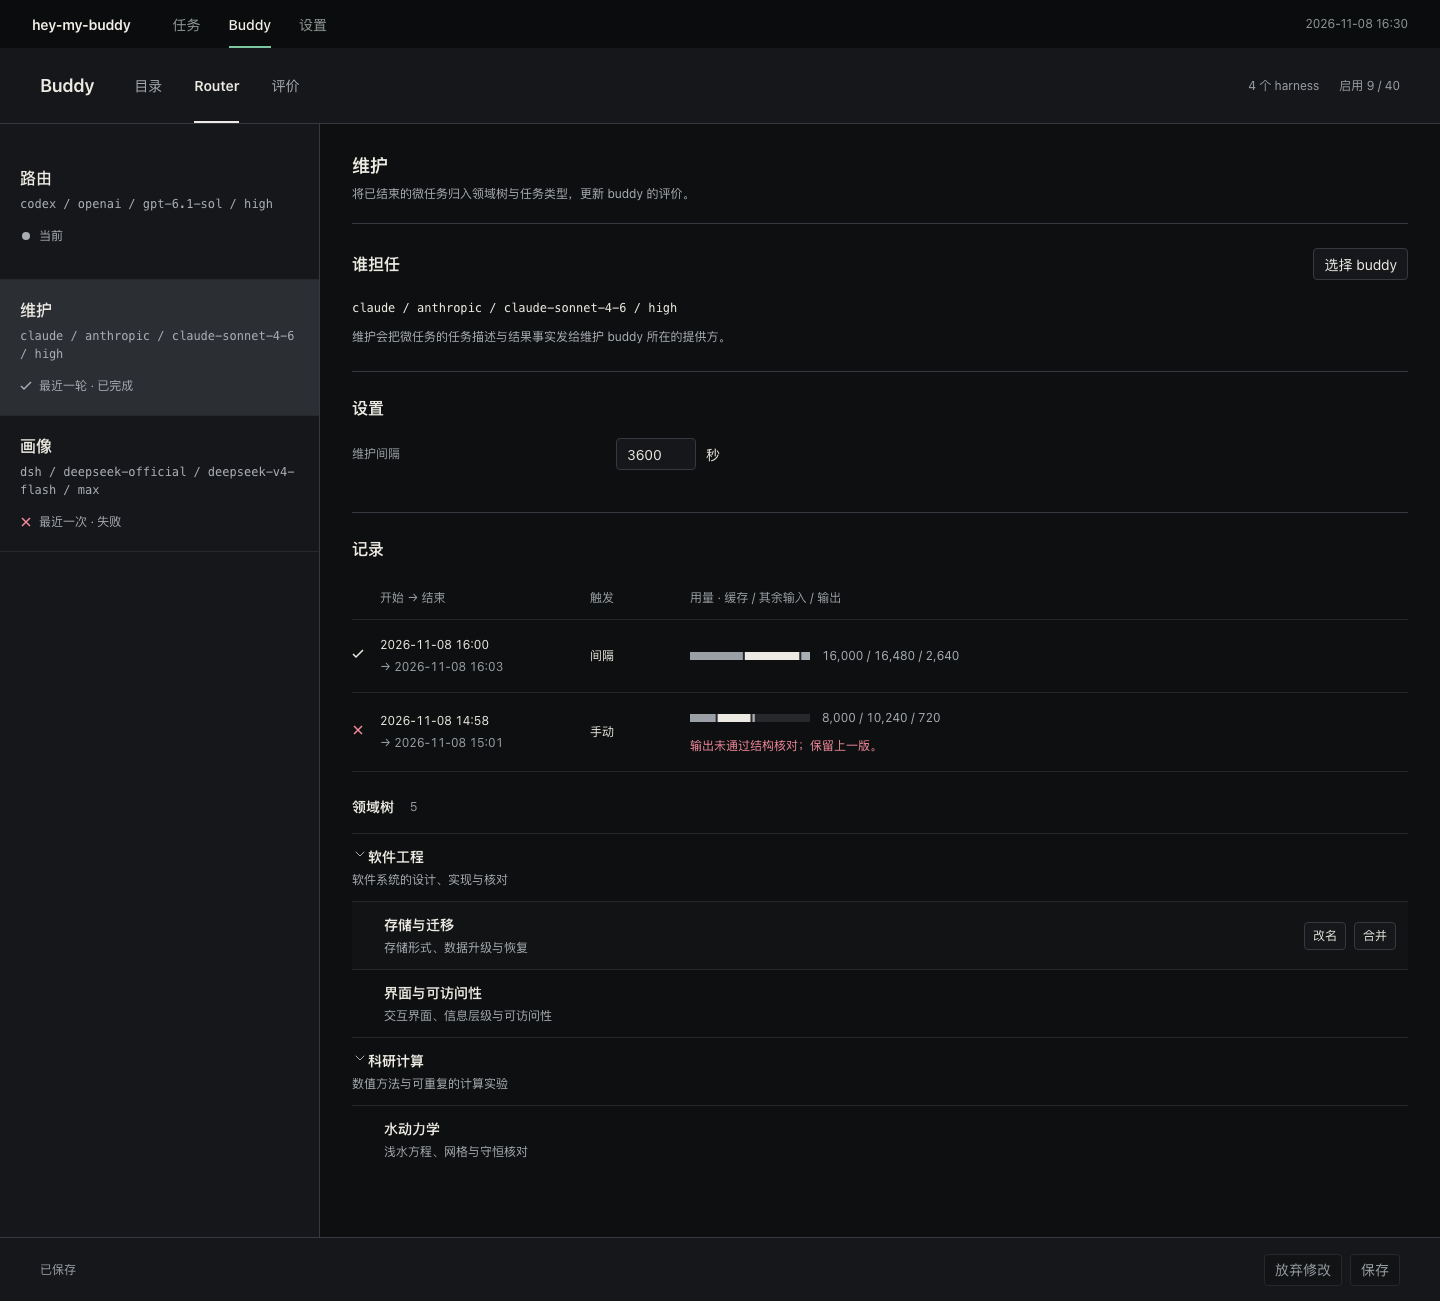 hey-my-buddy 任务 Buddy 设置 2026-11-08 16:30
Buddy 目录 Router 评价 4 个 harness 启用 9 / 40
路由
codex / openai / gpt-6.1-sol / high
当前
维护
claude / anthropic / claude-sonnet-4-6
/ high
最近一轮 · 已完成
画像
dsh / deepseek-official / deepseek-v4-
flash / max
最近一次 · 失败
维护
将已结束的微任务归入领域树与任务类型，更新 buddy 的评价。
谁担任 选择 buddy
claude / anthropic / claude-sonnet-4-6 / high
维护会把微任务的任务描述与结果事实发给维护 buddy 所在的提供方。
设置
维护间隔 3600 秒
记录
开始 → 结束 触发 用量 · 缓存 / 其余输入 / 输出
2026-11-08 16:00
→ 2026-11-08 16:03
间隔 16,000 / 16,480 / 2,640
2026-11-08 14:58
→ 2026-11-08 15:01
手动 8,000 / 10,240 / 720
输出未通过结构核对；保留上一版。
领域树 5
软件工程
软件系统的设计、实现与核对
存储与迁移
存储形式、数据升级与恢复
改名 合并
界面与可访问性
交互界面、信息层级与可访问性
科研计算
数值方法与可重复的计算实验
水动力学
浅水方程、网格与守恒核对
已保存 放弃修改 保存